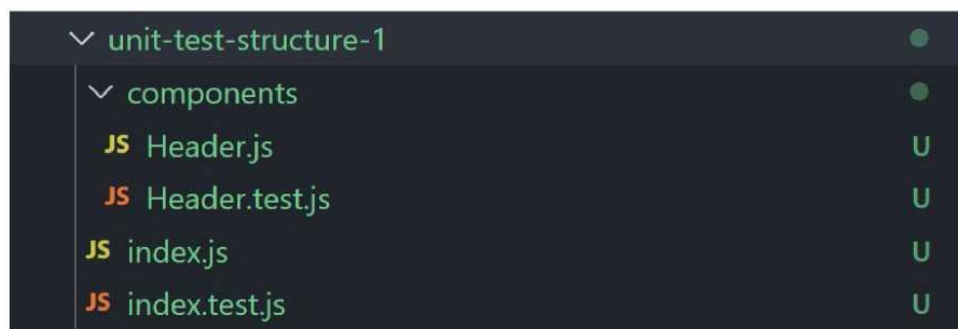 unit-test-structure-1
components
JS Header.js U
JS Header.test.js U
JS index.js U
JS index.test.js U